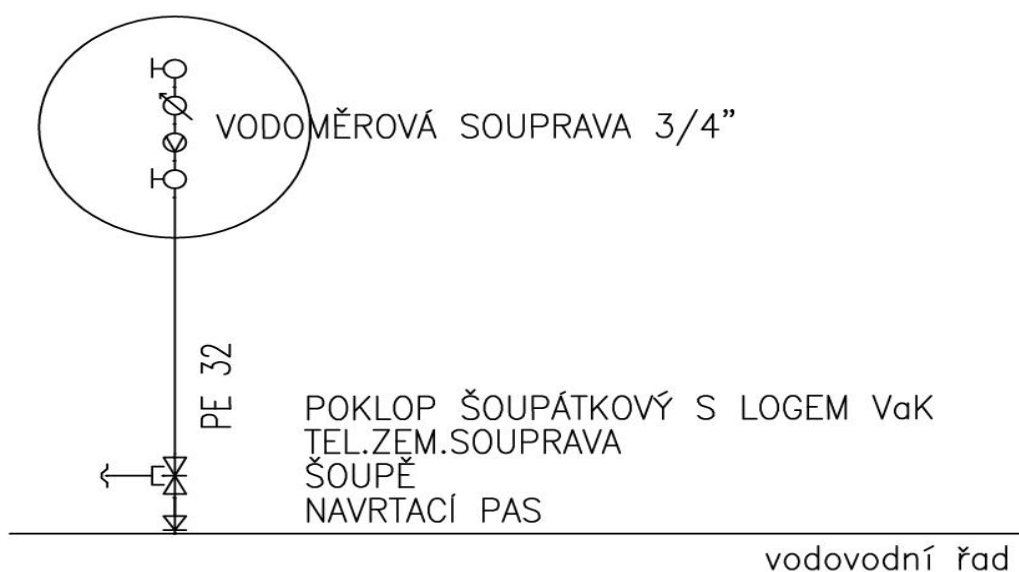 VODOMĚROVÁ SOUPRAVA 3/4”
PE 32
POKLOP ŠOUPÁTKOVÝ S LOGEM VaK
TEL.ZEM.SOUPRAVA
ŠOUPĚ
NAVRTACÍ PAS
vodovodní řad